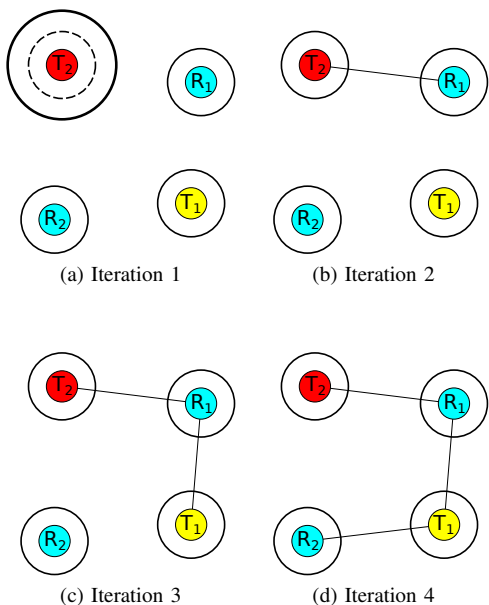 T₂ R₁ T₂ R₁
R₂ T₁ R₂ T₁
(a) Iteration 1 (b) Iteration 2
T₂ R₁ T₂ R₁
R₂ T₁ R₂ T₁
(c) Iteration 3 (d) Iteration 4